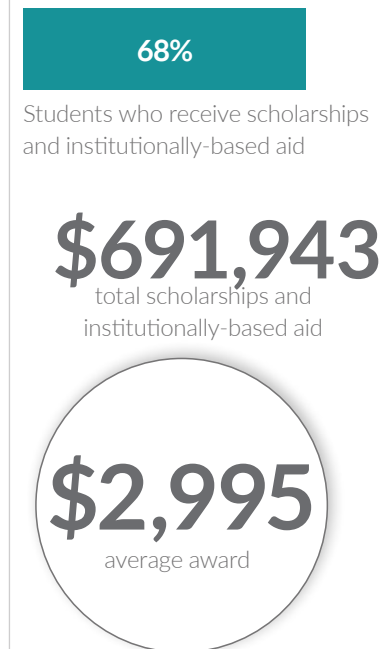 68%
Students who receive scholarships
and institutionally-based aid
$691,943
total scholarships and
institutionally-based aid
$2,995
average award